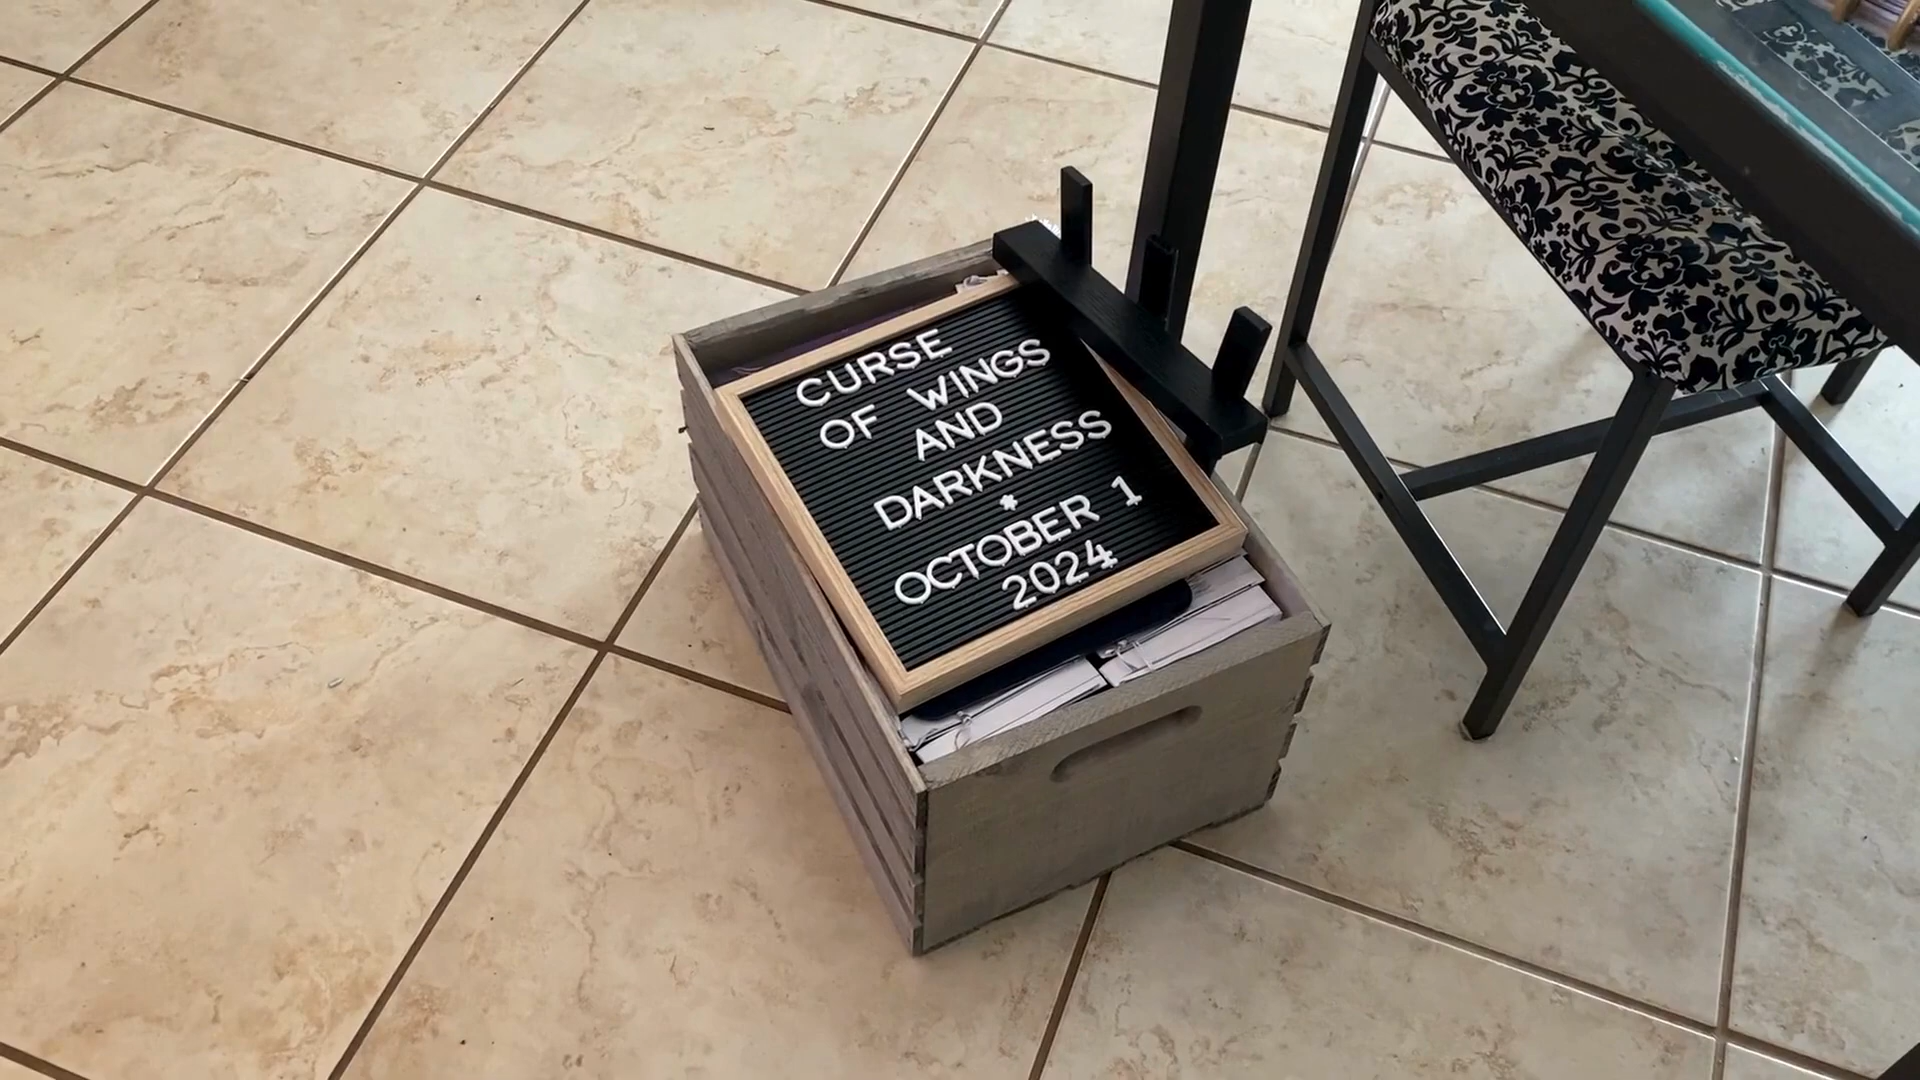 CURSE
OF WINGS
AND
DARKNESS
*
OCTOBER 1
2024